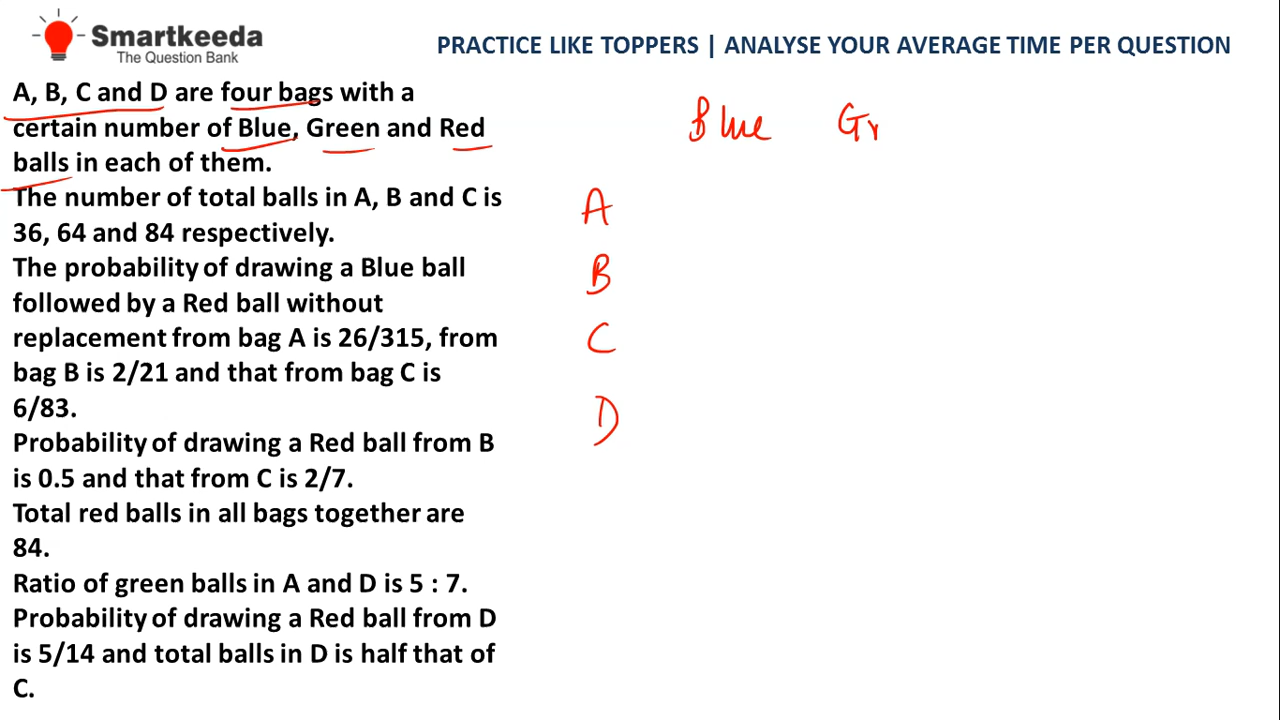 Smartkeeda
The Question Bank
PRACTICE LIKE TOPPERS | ANALYSE YOUR AVERAGE TIME PER QUESTION
A, B, C and D are four bags with a
certain number of Blue, Green and Red
balls in each of them.
The number of total balls in A, B and C is
36, 64 and 84 respectively.
The probability of drawing a Blue ball
followed by a Red ball without
replacement from bag A is 26/315, from
bag B is 2/21 and that from bag C is
6/83.
Probability of drawing a Red ball from B
is 0.5 and that from C is 2/7.
Total red balls in all bags together are
84.
Ratio of green balls in A and D is 5 : 7.
Probability of drawing a Red ball from D
is 5/14 and total balls in D is half that of
C.
Blue Gr
A
B
C
D